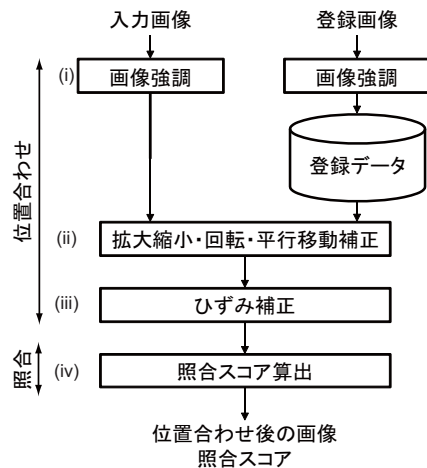 入力画像
登録画像
(i)
画像強調
画像強調
登録データ
位置合わせ
(ii)
拡大縮小・回転・平行移動補正
(iii)
ひずみ補正
照合
(iv)
照合スコア算出
位置合わせ後の画像
照合スコア